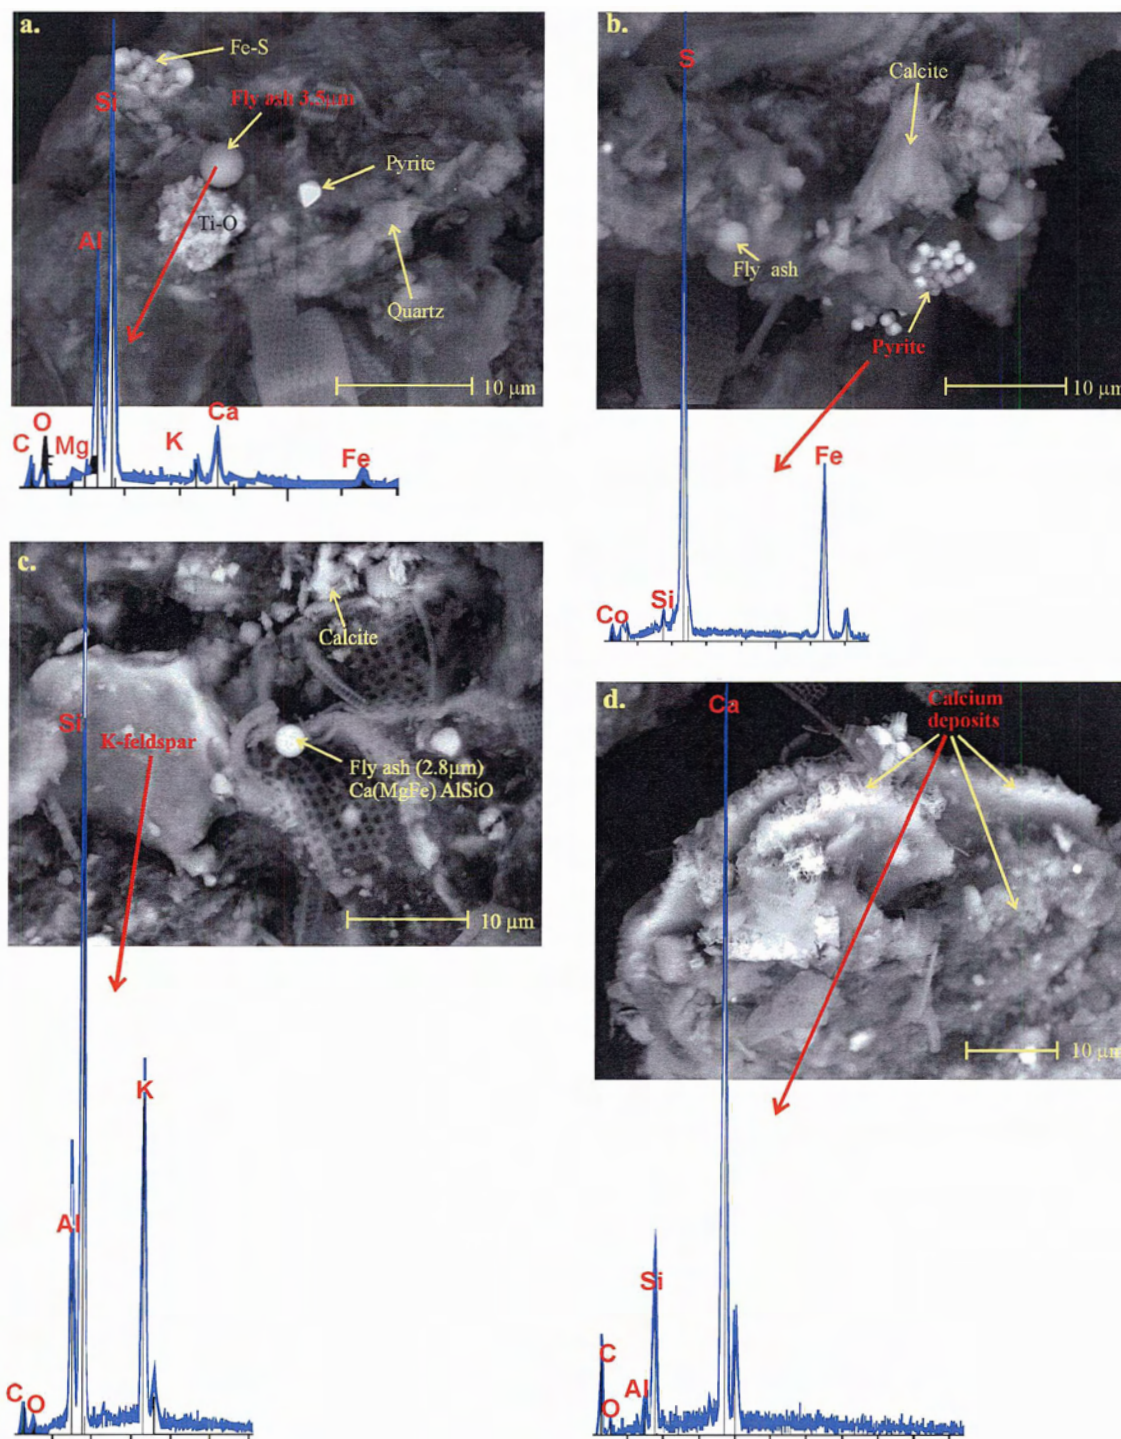 a.
Fe-S
Si
Fly ash 3.5μm
Pyrite
Ti-O
Al
Quartz
10 μm
C
O
Mg
K
Ca
Fe
b.
S
Calcite
Fly ash
Pyrite
10 μm
Fe
Co
Si
c.
Calcite
Si
K-feldspar
Fly ash (2.8μm)
Ca(MgFe) AlSiO
10 μm
K
Al
C
O
d.
Ca
Calcium
deposits
10 μm
Si
C
Al
O